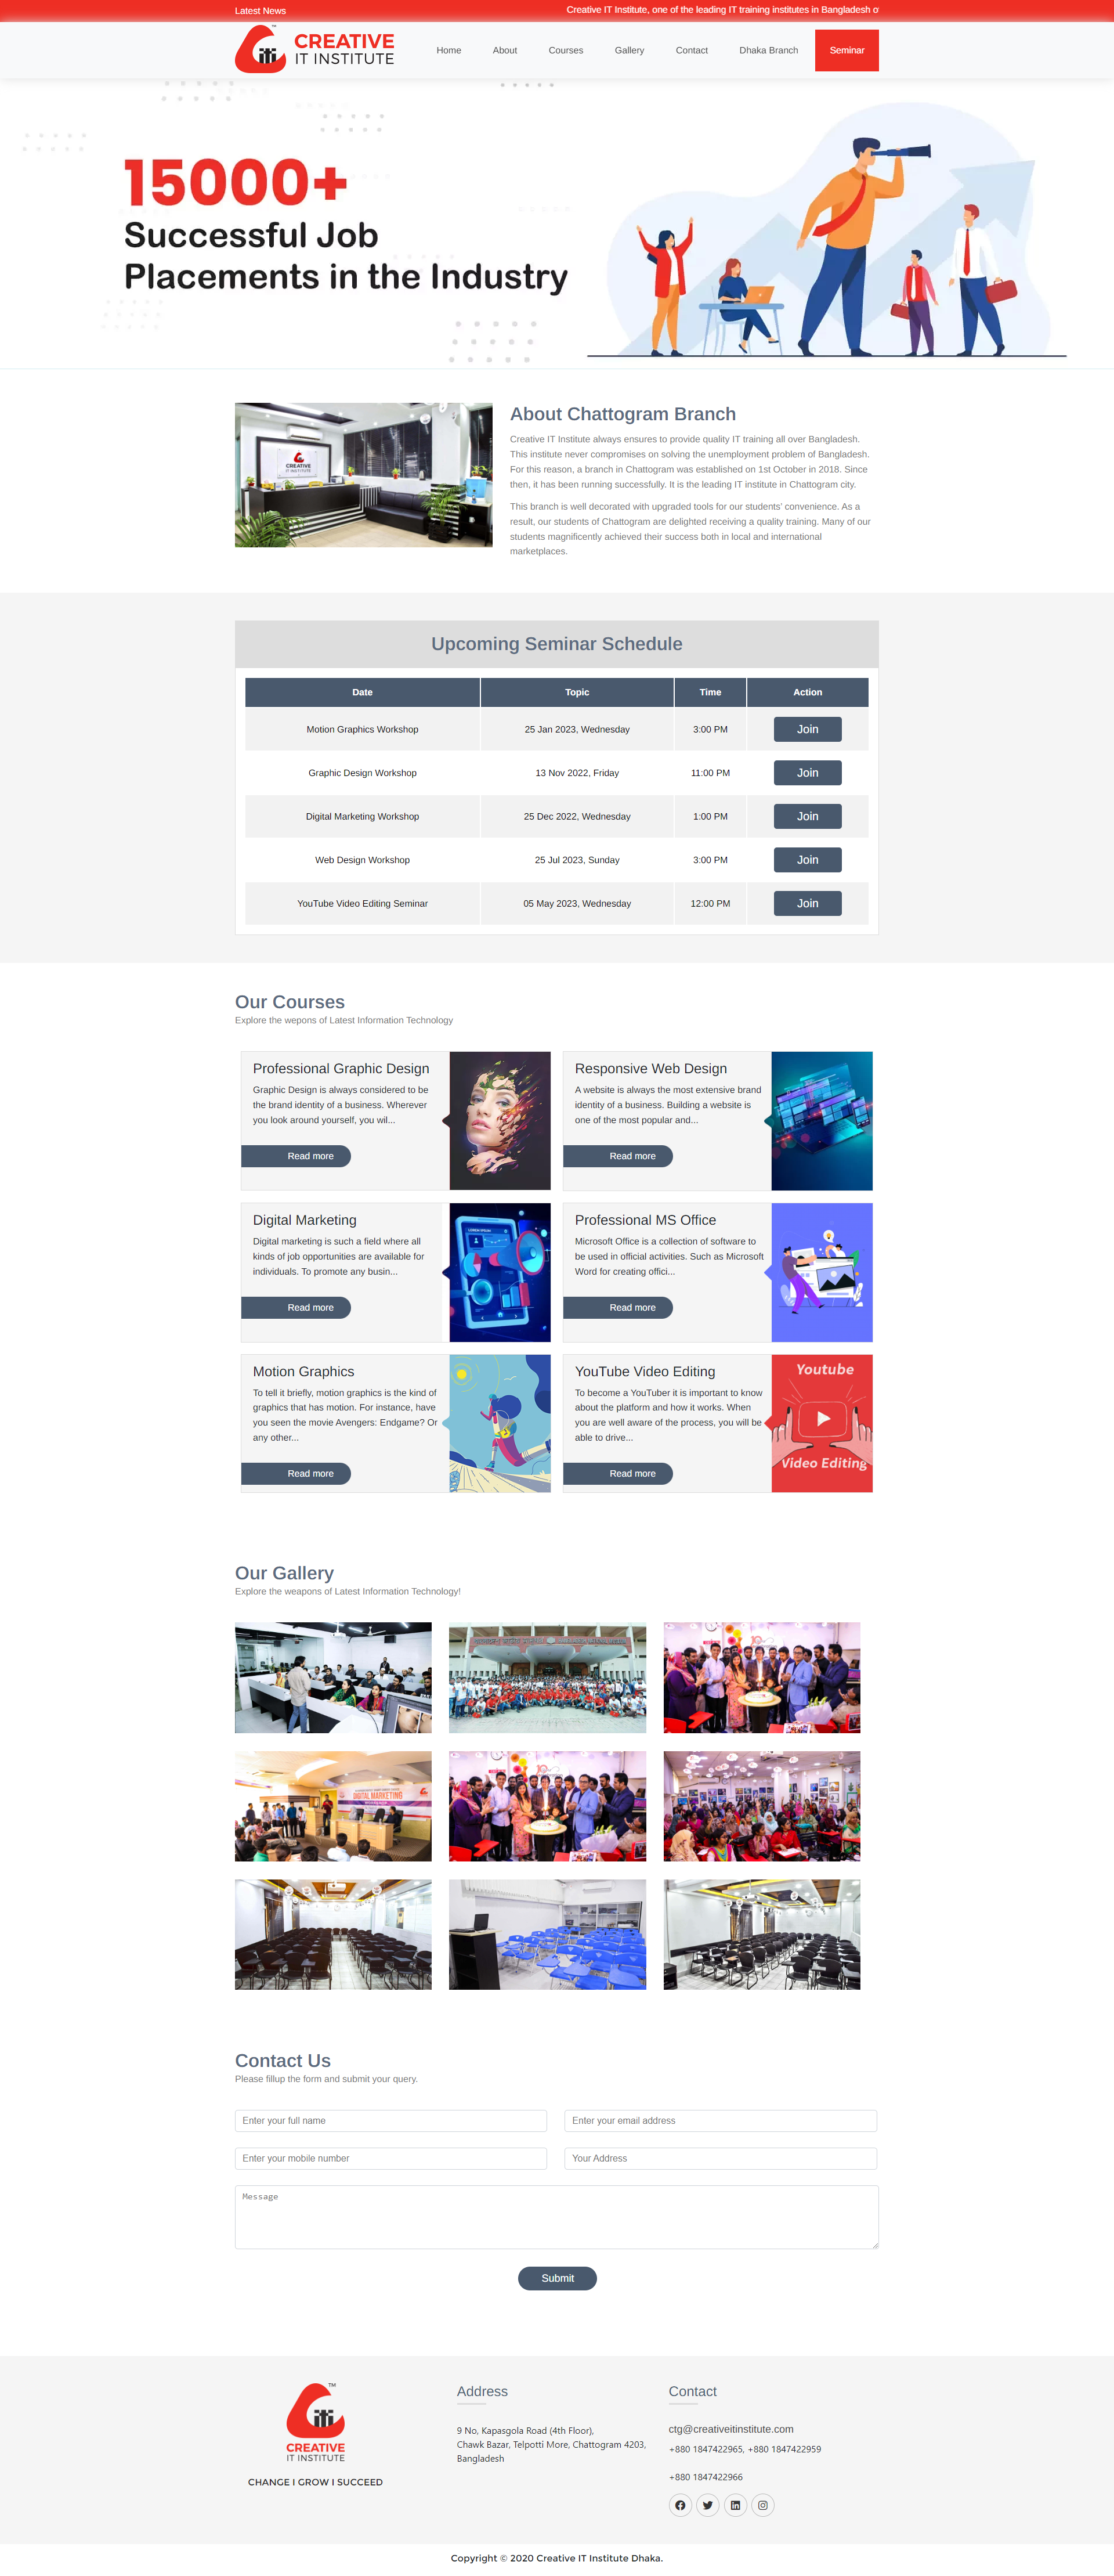 Latest News
Creative IT Institute, one of the leading IT training institutes in Bangladesh
CREATIVE
IT INSTITUTE
Home
About
Courses
Gallery
Contact
Dhaka Branch
Seminar
15000+
Successful Job
Placements in the Industry
CREATIVE
IT INSTITUTE
About Chattogram Branch
Creative IT Institute always ensures to provide quality IT training all over Bangladesh.
This institute never compromises on solving the unemployment problem of Bangladesh.
For this reason, a branch in Chattogram was established on 1st October in 2018. Since
then, it has been running successfully. It is the leading IT institute in Chattogram city.
This branch is well decorated with upgraded tools for our students' convenience. As a
result, our students of Chattogram are delighted receiving a quality training. Many of our
students magnificently achieved their success both in local and international
marketplaces.
Upcoming Seminar Schedule
Date Topic Time Action
Motion Graphics Workshop 25 Jan 2023, Wednesday 3:00 PM Join
Graphic Design Workshop 13 Nov 2022, Friday 11:00 PM Join
Digital Marketing Workshop 25 Dec 2022, Wednesday 1:00 PM Join
Web Design Workshop 25 Jul 2023, Sunday 3:00 PM Join
YouTube Video Editing Seminar 05 May 2023, Wednesday 12:00 PM Join
Our Courses
Explore the wepons of Latest Information Technology
Professional Graphic Design
Graphic Design is always considered to be
the brand identity of a business. Wherever
you look around yourself, you wil...
Read more
Responsive Web Design
A website is always the most extensive brand
identity of a business. Building a website is
one of the most popular and...
Read more
Digital Marketing
Digital marketing is such a field where all
kinds of job opportunities are available for
individuals. To promote any busin...
Read more
Professional MS Office
Microsoft Office is a collection of software to
be used in official activities. Such as Microsoft
Word for creating offici...
Read more
Motion Graphics
To tell it briefly, motion graphics is the kind of
graphics that has motion. For instance, have
you seen the movie Avengers: Endgame? Or
any other...
Read more
YouTube Video Editing
To become a YouTuber it is important to know
about the platform and how it works. When
you are well aware of the process, you will be
able to drive...
Read more
Youtube
Video Editing
Our Gallery
Explore the weapons of Latest Information Technology!
DIGITAL MARKETING
Contact Us
Please fillup the form and submit your query.
Enter your full name
Enter your email address
Enter your mobile number
Your Address
Message
Submit
TM
CREATIVE
IT INSTITUTE
CHANGE I GROW I SUCCEED
Address
9 No, Kapasgola Road (4th Floor),
Chawk Bazar, Telpotti More, Chattogram 4203,
Bangladesh
Contact
ctg@creativeitinstitute.com
+880 1847422965, +880 1847422959
+880 1847422966
Copyright © 2020 Creative IT Institute Dhaka.